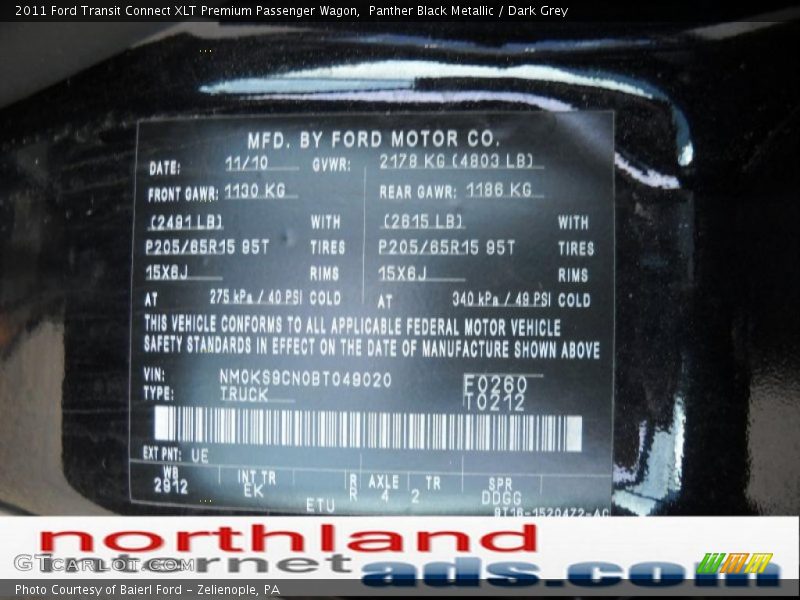 2011 Ford Transit Connect XLT Premium Passenger Wagon, Panther Black Metallic / Dark Grey
MFD. BY FORD MOTOR CO.
DATE: 11/10 GVWR: 2178 KG (4803 LB)
FRONT GAWR: 1130 KG REAR GAWR: 1186 KG
(2491 LB) WITH (2615 LB) WITH
P205/65R15 95T TIRES P205/65R15 95T TIRES
15X6J RIMS 15X6J RIMS
AT 275 kPa / 40 PSI COLD AT 340 kPa / 49 PSI COLD
THIS VEHICLE CONFORMS TO ALL APPLICABLE FEDERAL MOTOR VEHICLE
SAFETY STANDARDS IN EFFECT ON THE DATE OF MANUFACTURE SHOWN ABOVE
VIN: NM0KS9CN0BT049020 F0260
TYPE: TRUCK T0212
EXT PNT: UE
WB INT TR R AXLE TR SPR
2912 EK R 4 2 DDGG
ETU
northland
internet
ads.com
GTCARLOT.COM
Photo Courtesy of Baierl Ford – Zelienople, PA